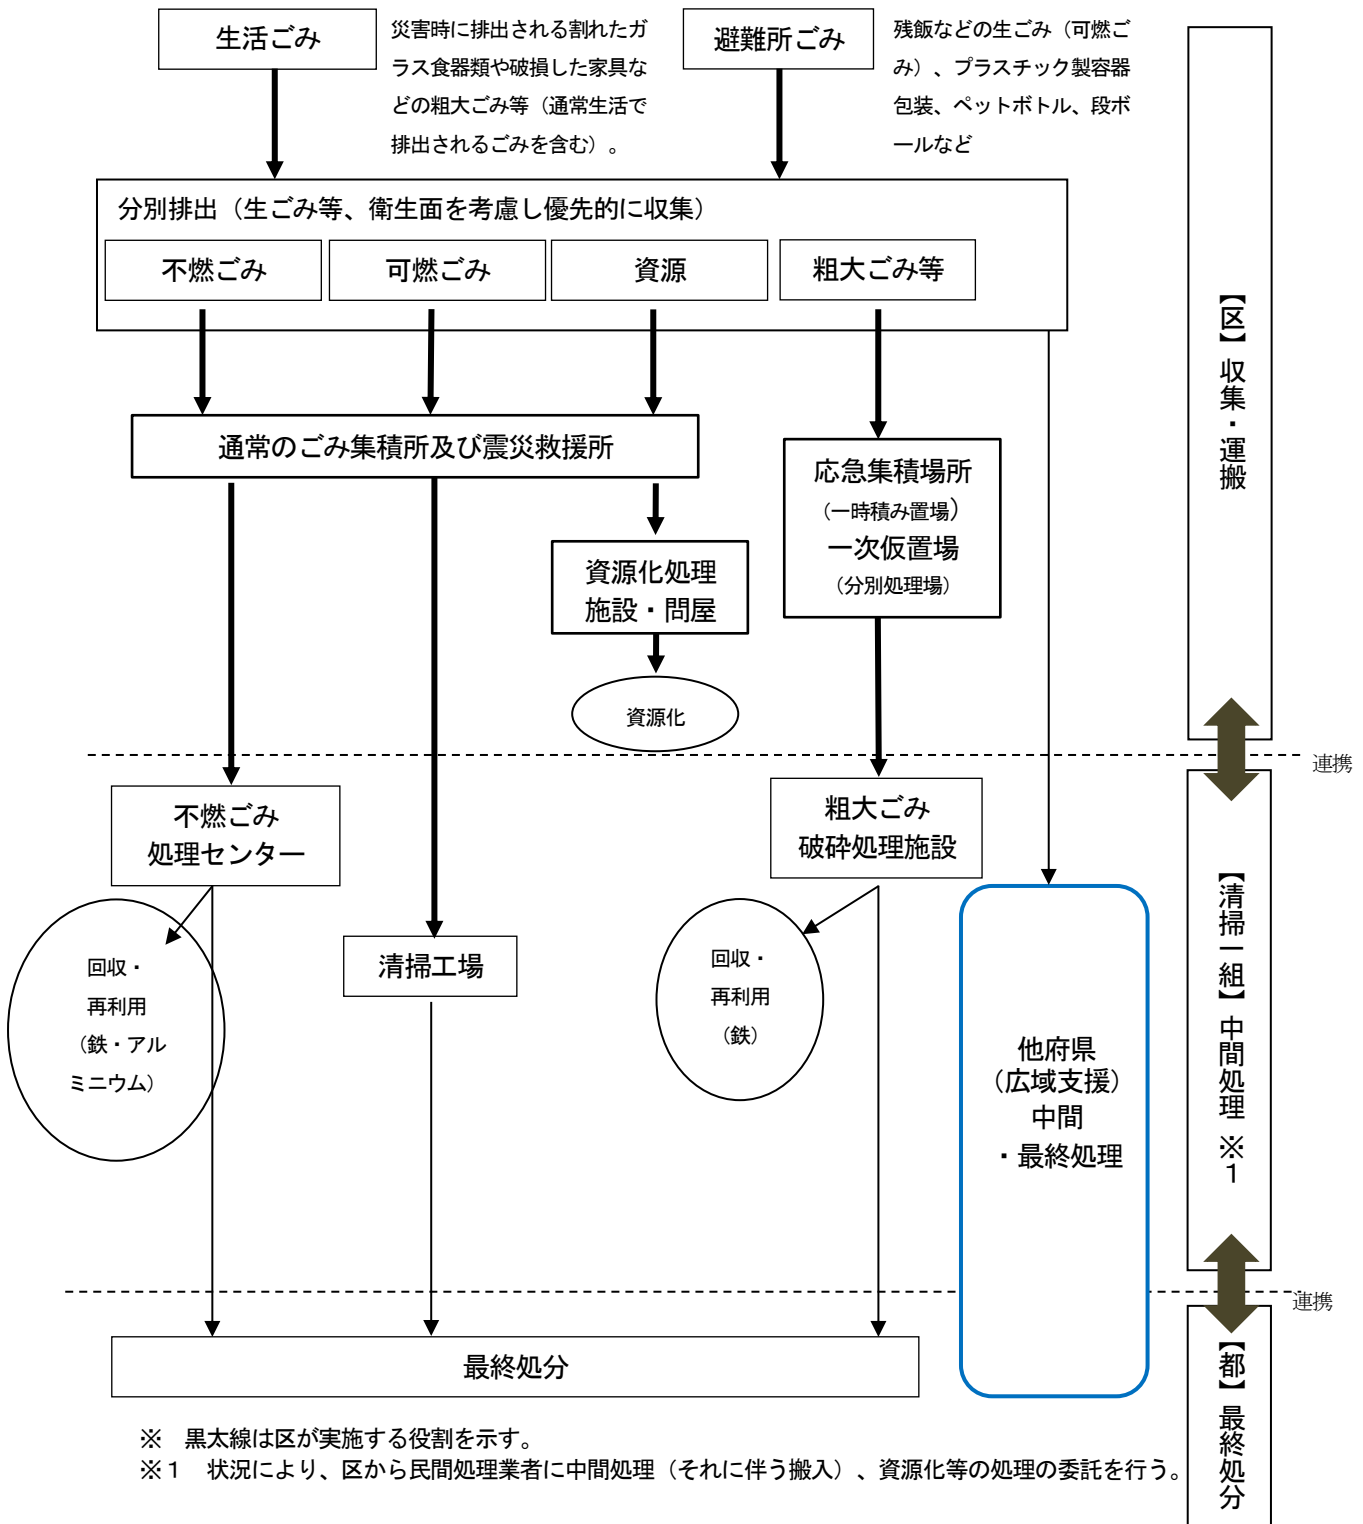 生活ごみ
災害時に排出される割れたガ
ラス食器類や破損した家具な
どの粗大ごみ等（通常生活で
排出されるごみを含む）。
避難所ごみ
残飯などの生ごみ（可燃ご
み）、プラスチック製容器
包装、ペットボトル、段ボ
ールなど
分別排出（生ごみ等、衛生面を考慮し優先的に収集）
不燃ごみ
可燃ごみ
資源
粗大ごみ等
通常のごみ集積所及び震災救援所
応急集積場所
（一時積み置場）
一次仮置場
（分別処理場）
資源化処理
施設・問屋
資源化
【区】収集・運搬
連携
不燃ごみ
処理センター
粗大ごみ
破砕処理施設
回収・
再利用
（鉄・アル
ミニウム）
清掃工場
回収・
再利用
（鉄）
他府県
（広域支援）
中間
・最終処理
【清掃一組】中間処理 ※１
連携
最終処分
【都】最終処分
※　黒太線は区が実施する役割を示す。
※１　状況により、区から民間処理業者に中間処理（それに伴う搬入）、資源化等の処理の委託を行う。